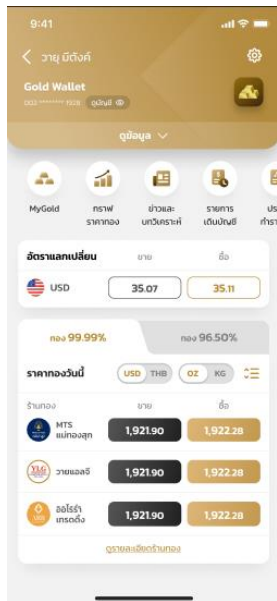 9:41
วายุ มีตังค์
Gold Wallet
ดูบัญชี
ดูข้อมูล
MyGold
กราฟ
ราคาทอง
ข่าวและ
บทวิเคราะห์
รายการ
เดินบัญชี
อัตราแลกเปลี่ยน ขาย ซื้อ
USD 35.07 35.11
ทอง 99.99% ทอง 96.50%
ราคาทองวันนี้ USD THB OZ KG
ร้านทอง ขาย ซื้อ
MTS
แม่ทองสุก 1,921.90 1,922.28
YLG วายแอลจี 1,921.90 1,922.28
ออโรร่า
เทรดดิ้ง 1,921.90 1,922.28
ดูรายละเอียดร้านทอง